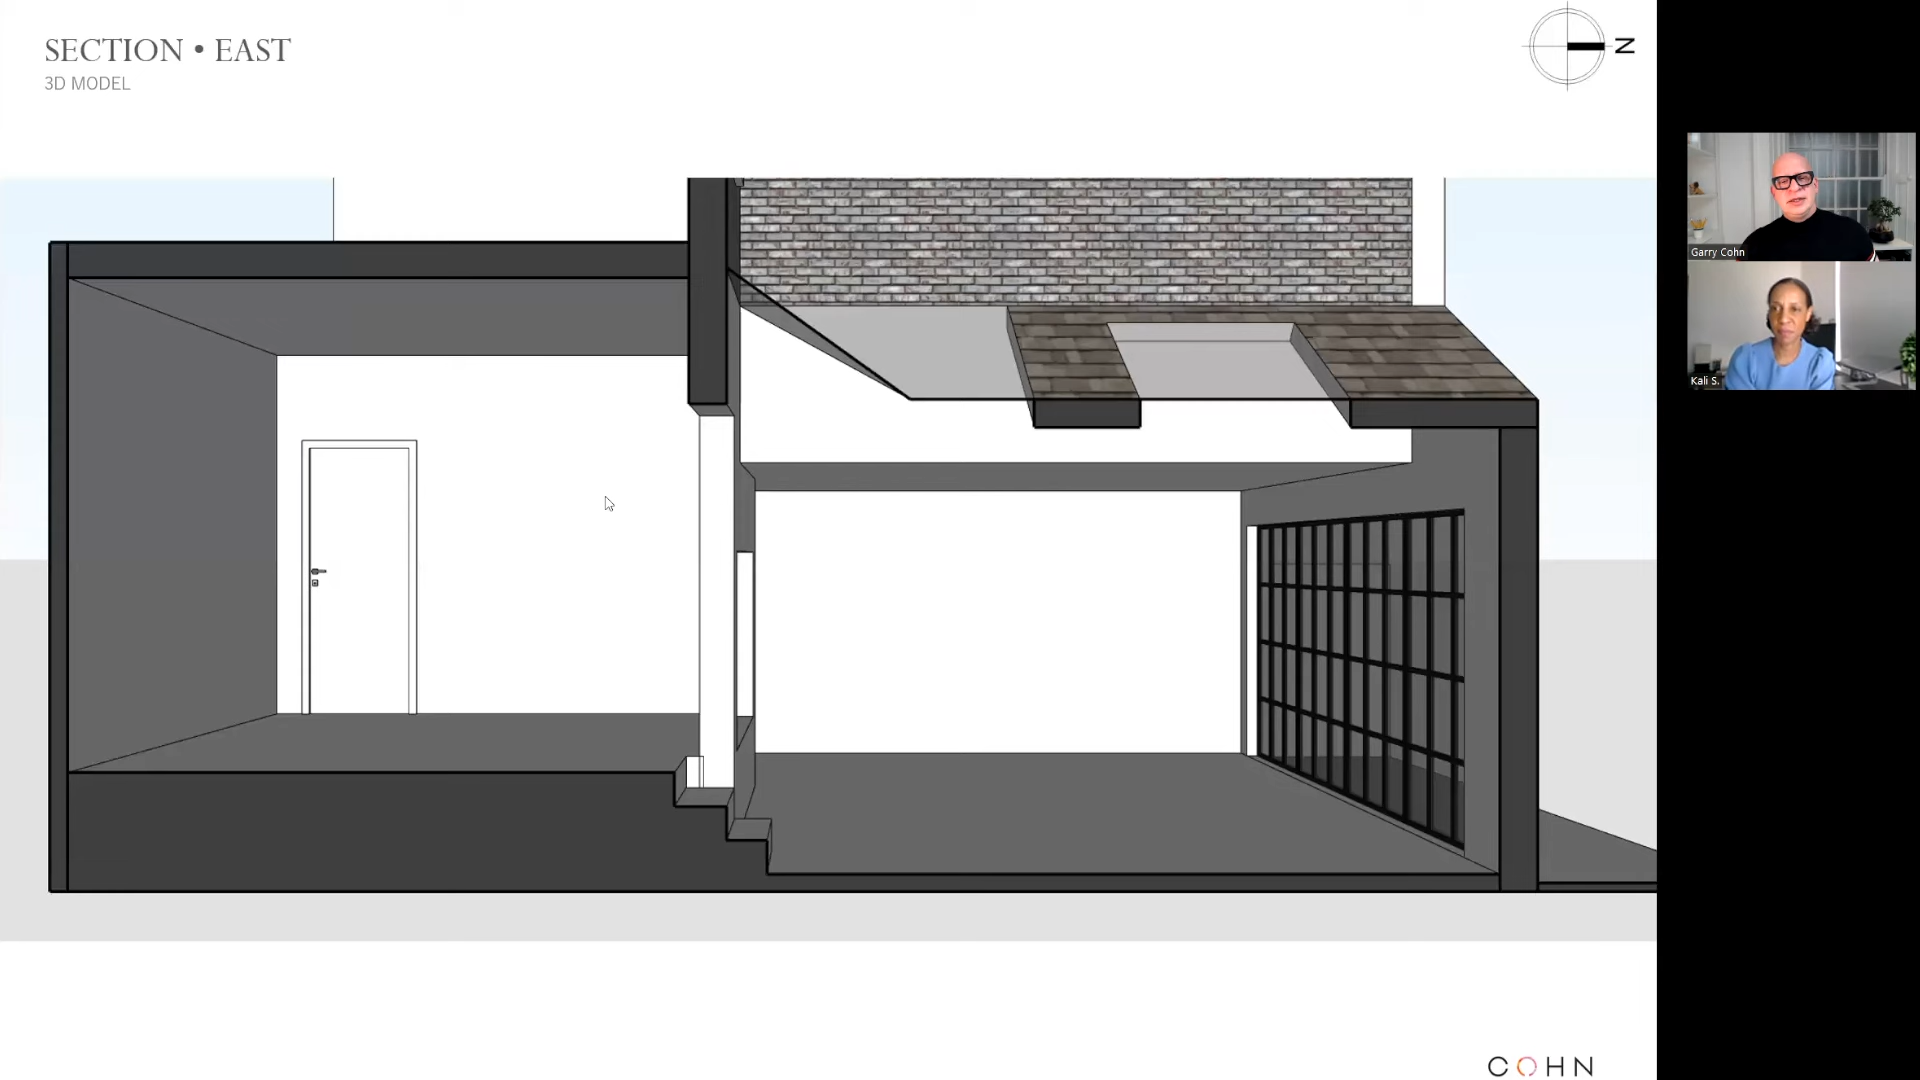 SECTION • EAST
3D MODEL
N
Garry Cohn
Kali S.
COHN